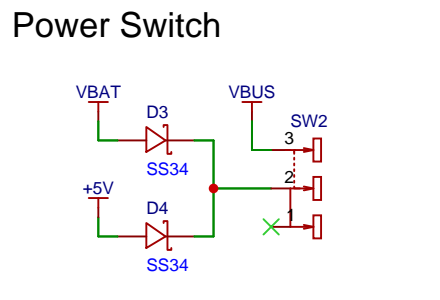 Power Switch
VBAT
D3
SS34
+5V
D4
SS34
VBUS
SW2
3
2
1